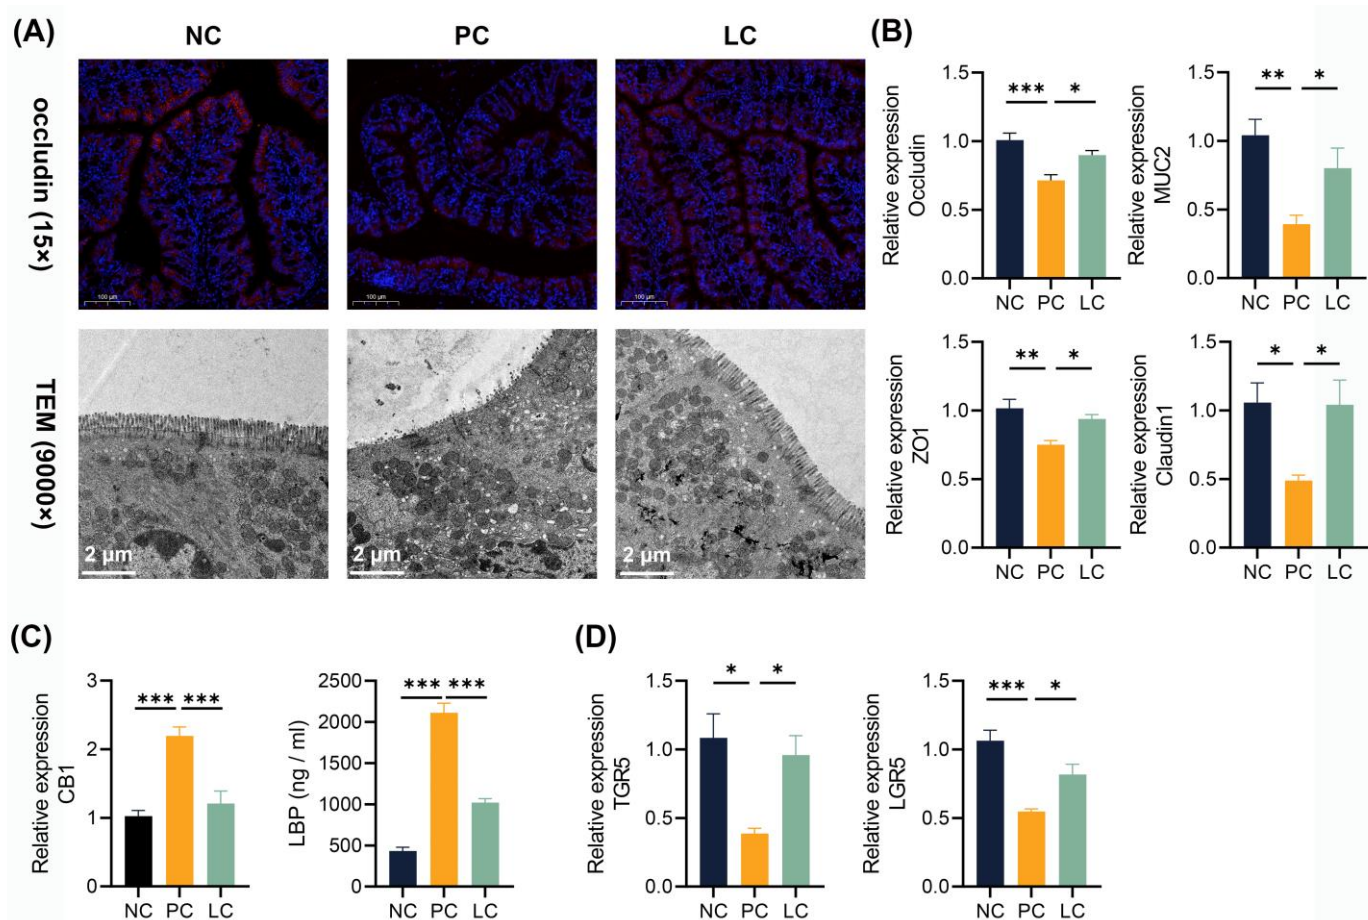 (A)
NC PC LC
occludin (15×)
100 μm 100 μm 100 μm
TEM (9000×)
2 μm 2 μm 2 μm
(B)
Relative expression
Occludin
1.5
1.0
0.5
0.0
*** *
NC PC LC
Relative expression
MUC2
1.5
1.0
0.5
0.0
** *
NC PC LC
Relative expression
ZO1
1.5
1.0
0.5
0.0
** *
NC PC LC
Relative expression
Claudin1
1.5
1.0
0.5
0.0
* *
NC PC LC
(C)
Relative expression
CB1
3
2
1
0
*** ***
NC PC LC
LBP (ng / ml)
2500
2000
1500
1000
500
0
*** ***
NC PC LC
(D)
Relative expression
TGR5
1.5
1.0
0.5
0.0
* *
NC PC LC
Relative expression
LGR5
1.5
1.0
0.5
0.0
*** *
NC PC LC